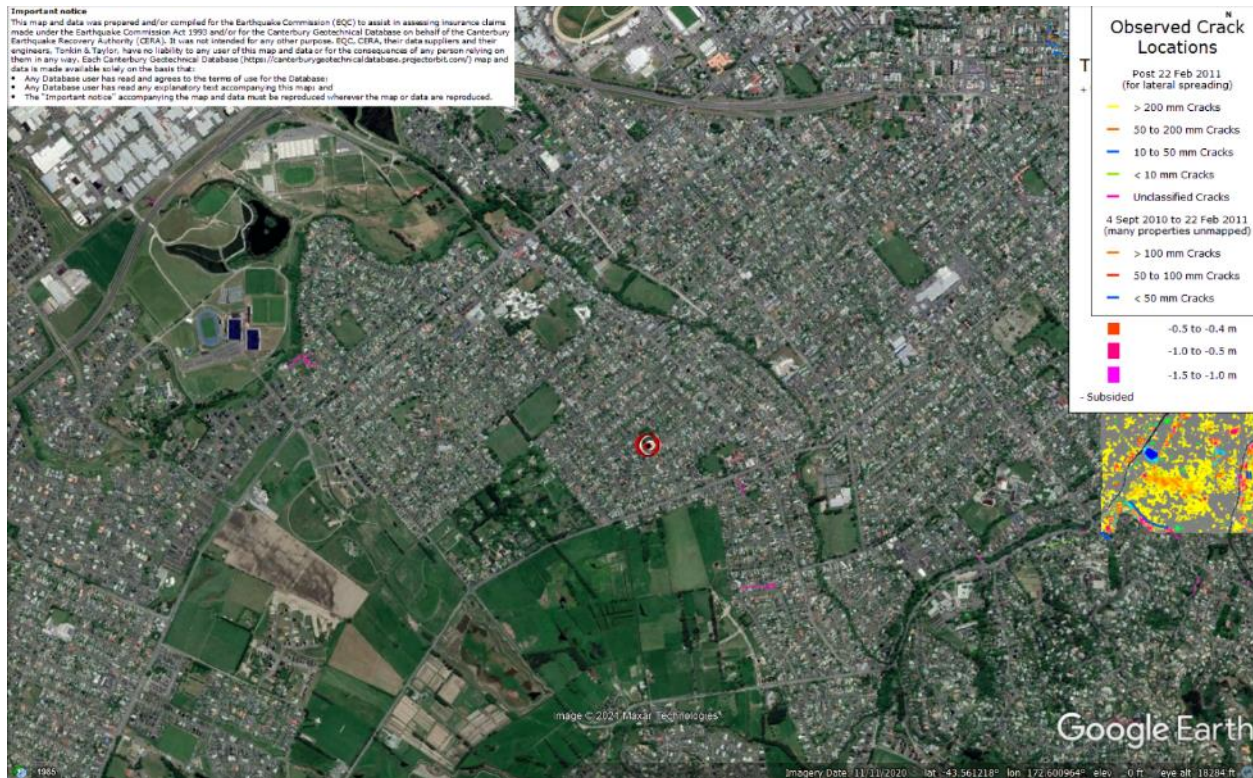 Important notice
This map and data was prepared and/or compiled for the Earthquake Commission (EQC) to assist in assessing insurance claims
made under the Earthquake Commission Act 1993 and/or for the Canterbury Geotechnical Database on behalf of the Canterbury
Earthquake Recovery Authority (CERA). It was not intended for any other purpose. EQC, CERA, their data suppliers and their
engineers, Tonkin & Taylor, have no liability to any user of this map and data or for the consequences of any person relying on
them in any way. Each Canterbury Geotechnical Database (https://canterburygeotechnicaldatabase.projectorbit.com/) map and
data is made available solely on the basis that:
• Any Database user has read and agrees to the terms of use for the Database;
• Any Database user has read any explanatory text accompanying this map; and
• The "Important notice" accompanying the map and data must be reproduced wherever the map or data are reproduced.
N
Observed Crack
Locations
T
+
Post 22 Feb 2011
(for lateral spreading)
> 200 mm Cracks
50 to 200 mm Cracks
10 to 50 mm Cracks
< 10 mm Cracks
Unclassified Cracks
4 Sept 2010 to 22 Feb 2011
(many properties unmapped)
> 100 mm Cracks
50 to 100 mm Cracks
< 50 mm Cracks
-0.5 to -0.4 m
-1.0 to -0.5 m
-1.5 to -1.0 m
- Subsided
Image © 2021 Maxar Technologies
Google Earth
1985
Imagery Date: 11/11/2020 lat -43.561218° lon 172.600964° elev 0 ft eye alt 18284 ft